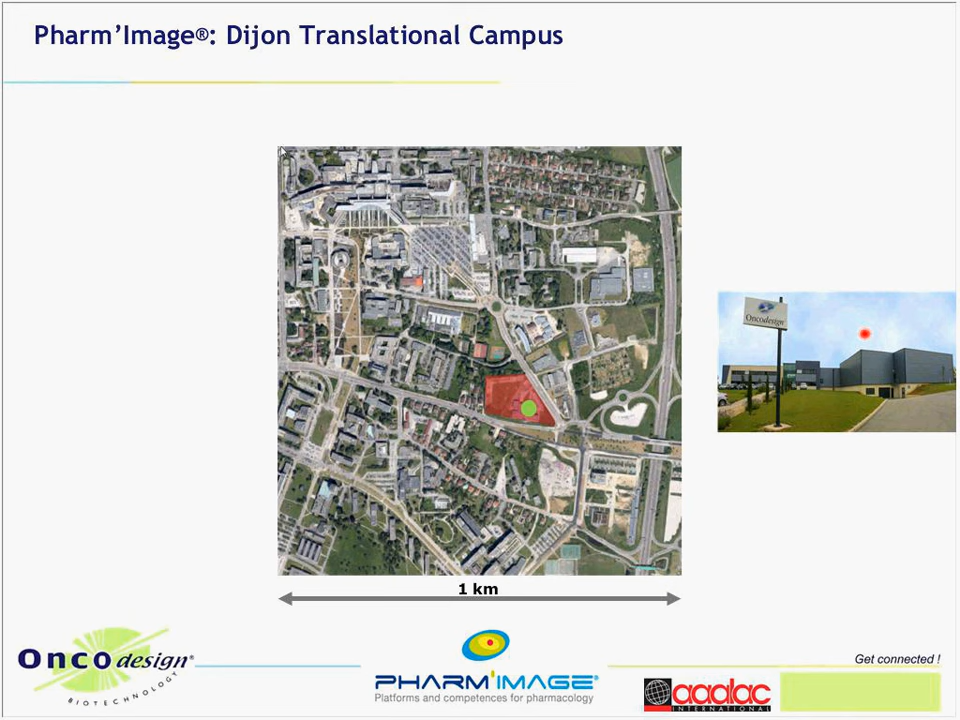 Pharm’Image®: Dijon Translational Campus
Oncodesign
1 km
Oncodesign®
BIOTECHNOLOGY
PHARM'IMAGE®
Platforms and competences for pharmacology
Get connected !
aaalac
INTERNATIONAL